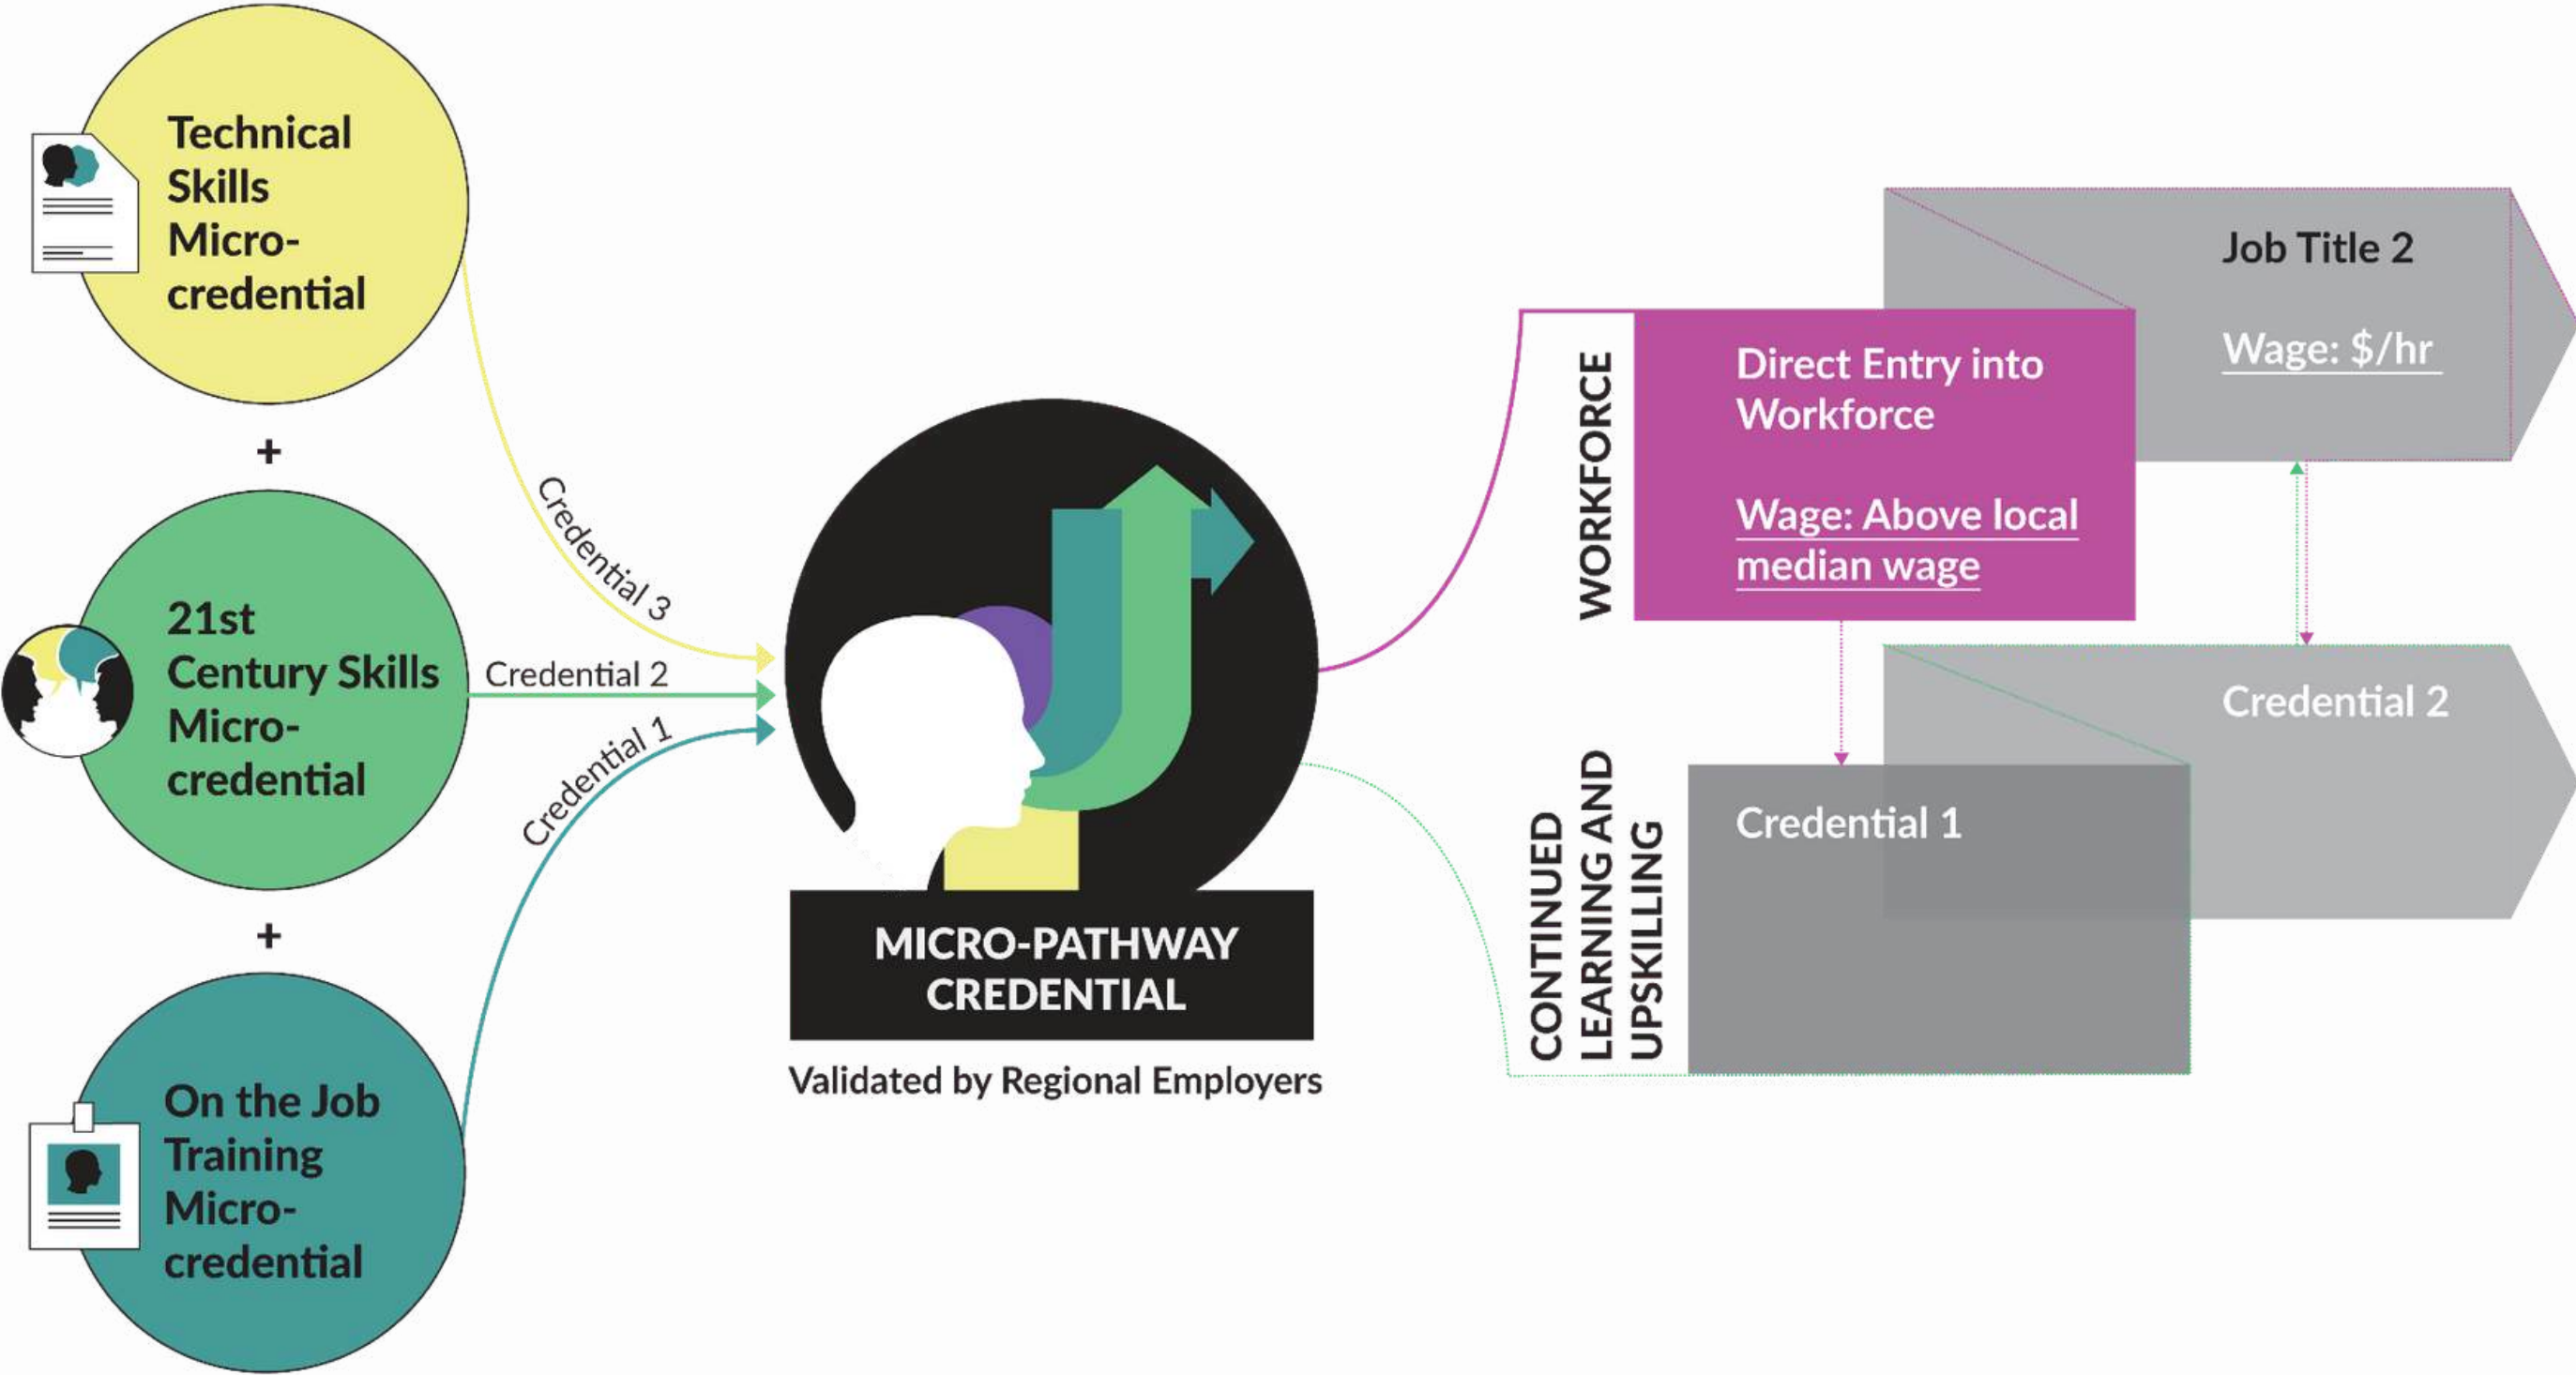 Technical
Skills
Micro-
credential
+
21st
Century Skills
Micro-
credential
+
On the Job
Training
Micro-
credential
Credential 3
Credential 2
Credential 1
MICRO-PATHWAY
CREDENTIAL
Validated by Regional Employers
WORKFORCE
Direct Entry into
Workforce
Wage: Above local
median wage
Job Title 2
Wage: $/hr
CONTINUED
LEARNING AND
UPSKILLING
Credential 1
Credential 2